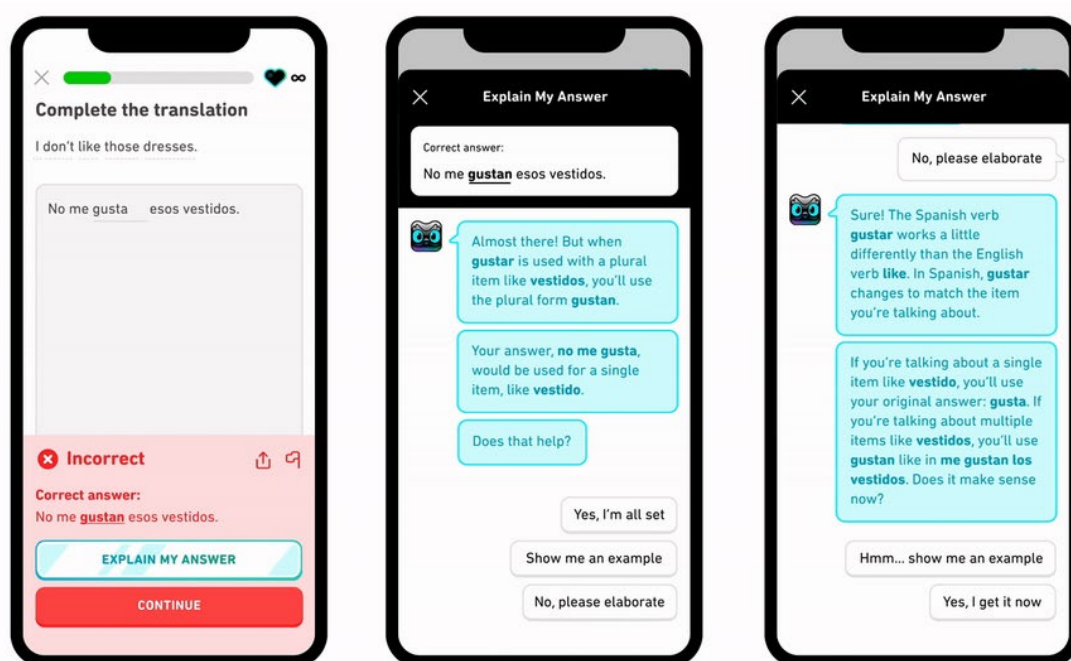 ∞
Complete the translation
I don't like those dresses.
No me gusta esos vestidos.
Incorrect
Correct answer:
No me gustan esos vestidos.
EXPLAIN MY ANSWER
CONTINUE
Explain My Answer
Correct answer:
No me gustan esos vestidos.
Almost there! But when
gustar is used with a plural
item like vestidos, you'll use
the plural form gustan.
Your answer, no me gusta,
would be used for a single
item, like vestido.
Does that help?
Yes, I'm all set
Show me an example
No, please elaborate
Explain My Answer
No, please elaborate
Sure! The Spanish verb
gustar works a little
differently than the English
verb like. In Spanish, gustar
changes to match the item
you're talking about.
If you're talking about a single
item like vestido, you'll use
your original answer: gusta. If
you're talking about multiple
items like vestidos, you'll use
gustan like in me gustan los
vestidos. Does it make sense
now?
Hmm... show me an example
Yes, I get it now